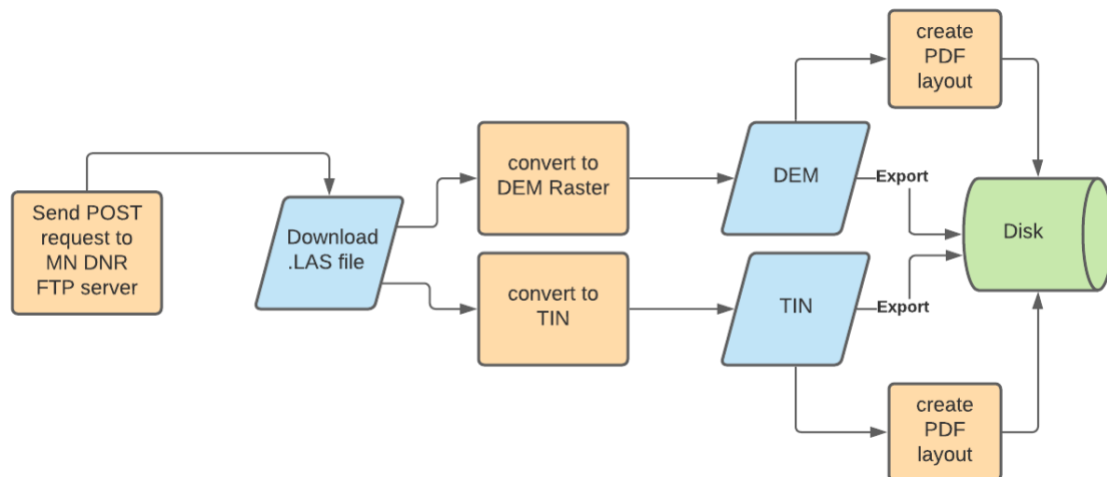 Send POST
request to
MN DNR
FTP server
Download
.LAS file
convert to
DEM Raster
convert to
TIN
DEM
TIN
create
PDF
layout
Export
Export
create
PDF
layout
Disk